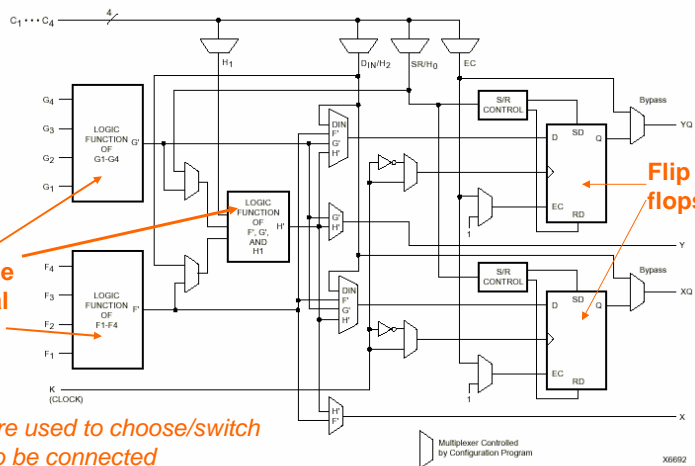 C1 ··· C4
4
H1
DIN/H2
SR/H0
EC
G4
G3
G2
G1
LOGIC
FUNCTION
OF
G1-G4
G'
DIN
F'
G'
H'
S/R
CONTROL
Bypass
D
SD
Q
YQ
EC
RD
1
Flip
flops
LOGIC
FUNCTION
OF
F', G',
AND
H1
H'
G'
H'
Y
F4
F3
F2
F1
LOGIC
FUNCTION
OF
F1-F4
F'
DIN
F'
G'
H'
S/R
CONTROL
Bypass
D
SD
Q
XQ
EC
RD
1
K
(CLOCK)
H'
F'
X
re used to choose/switch
o be connected
Multiplexer Controlled
by Configuration Program
X6692